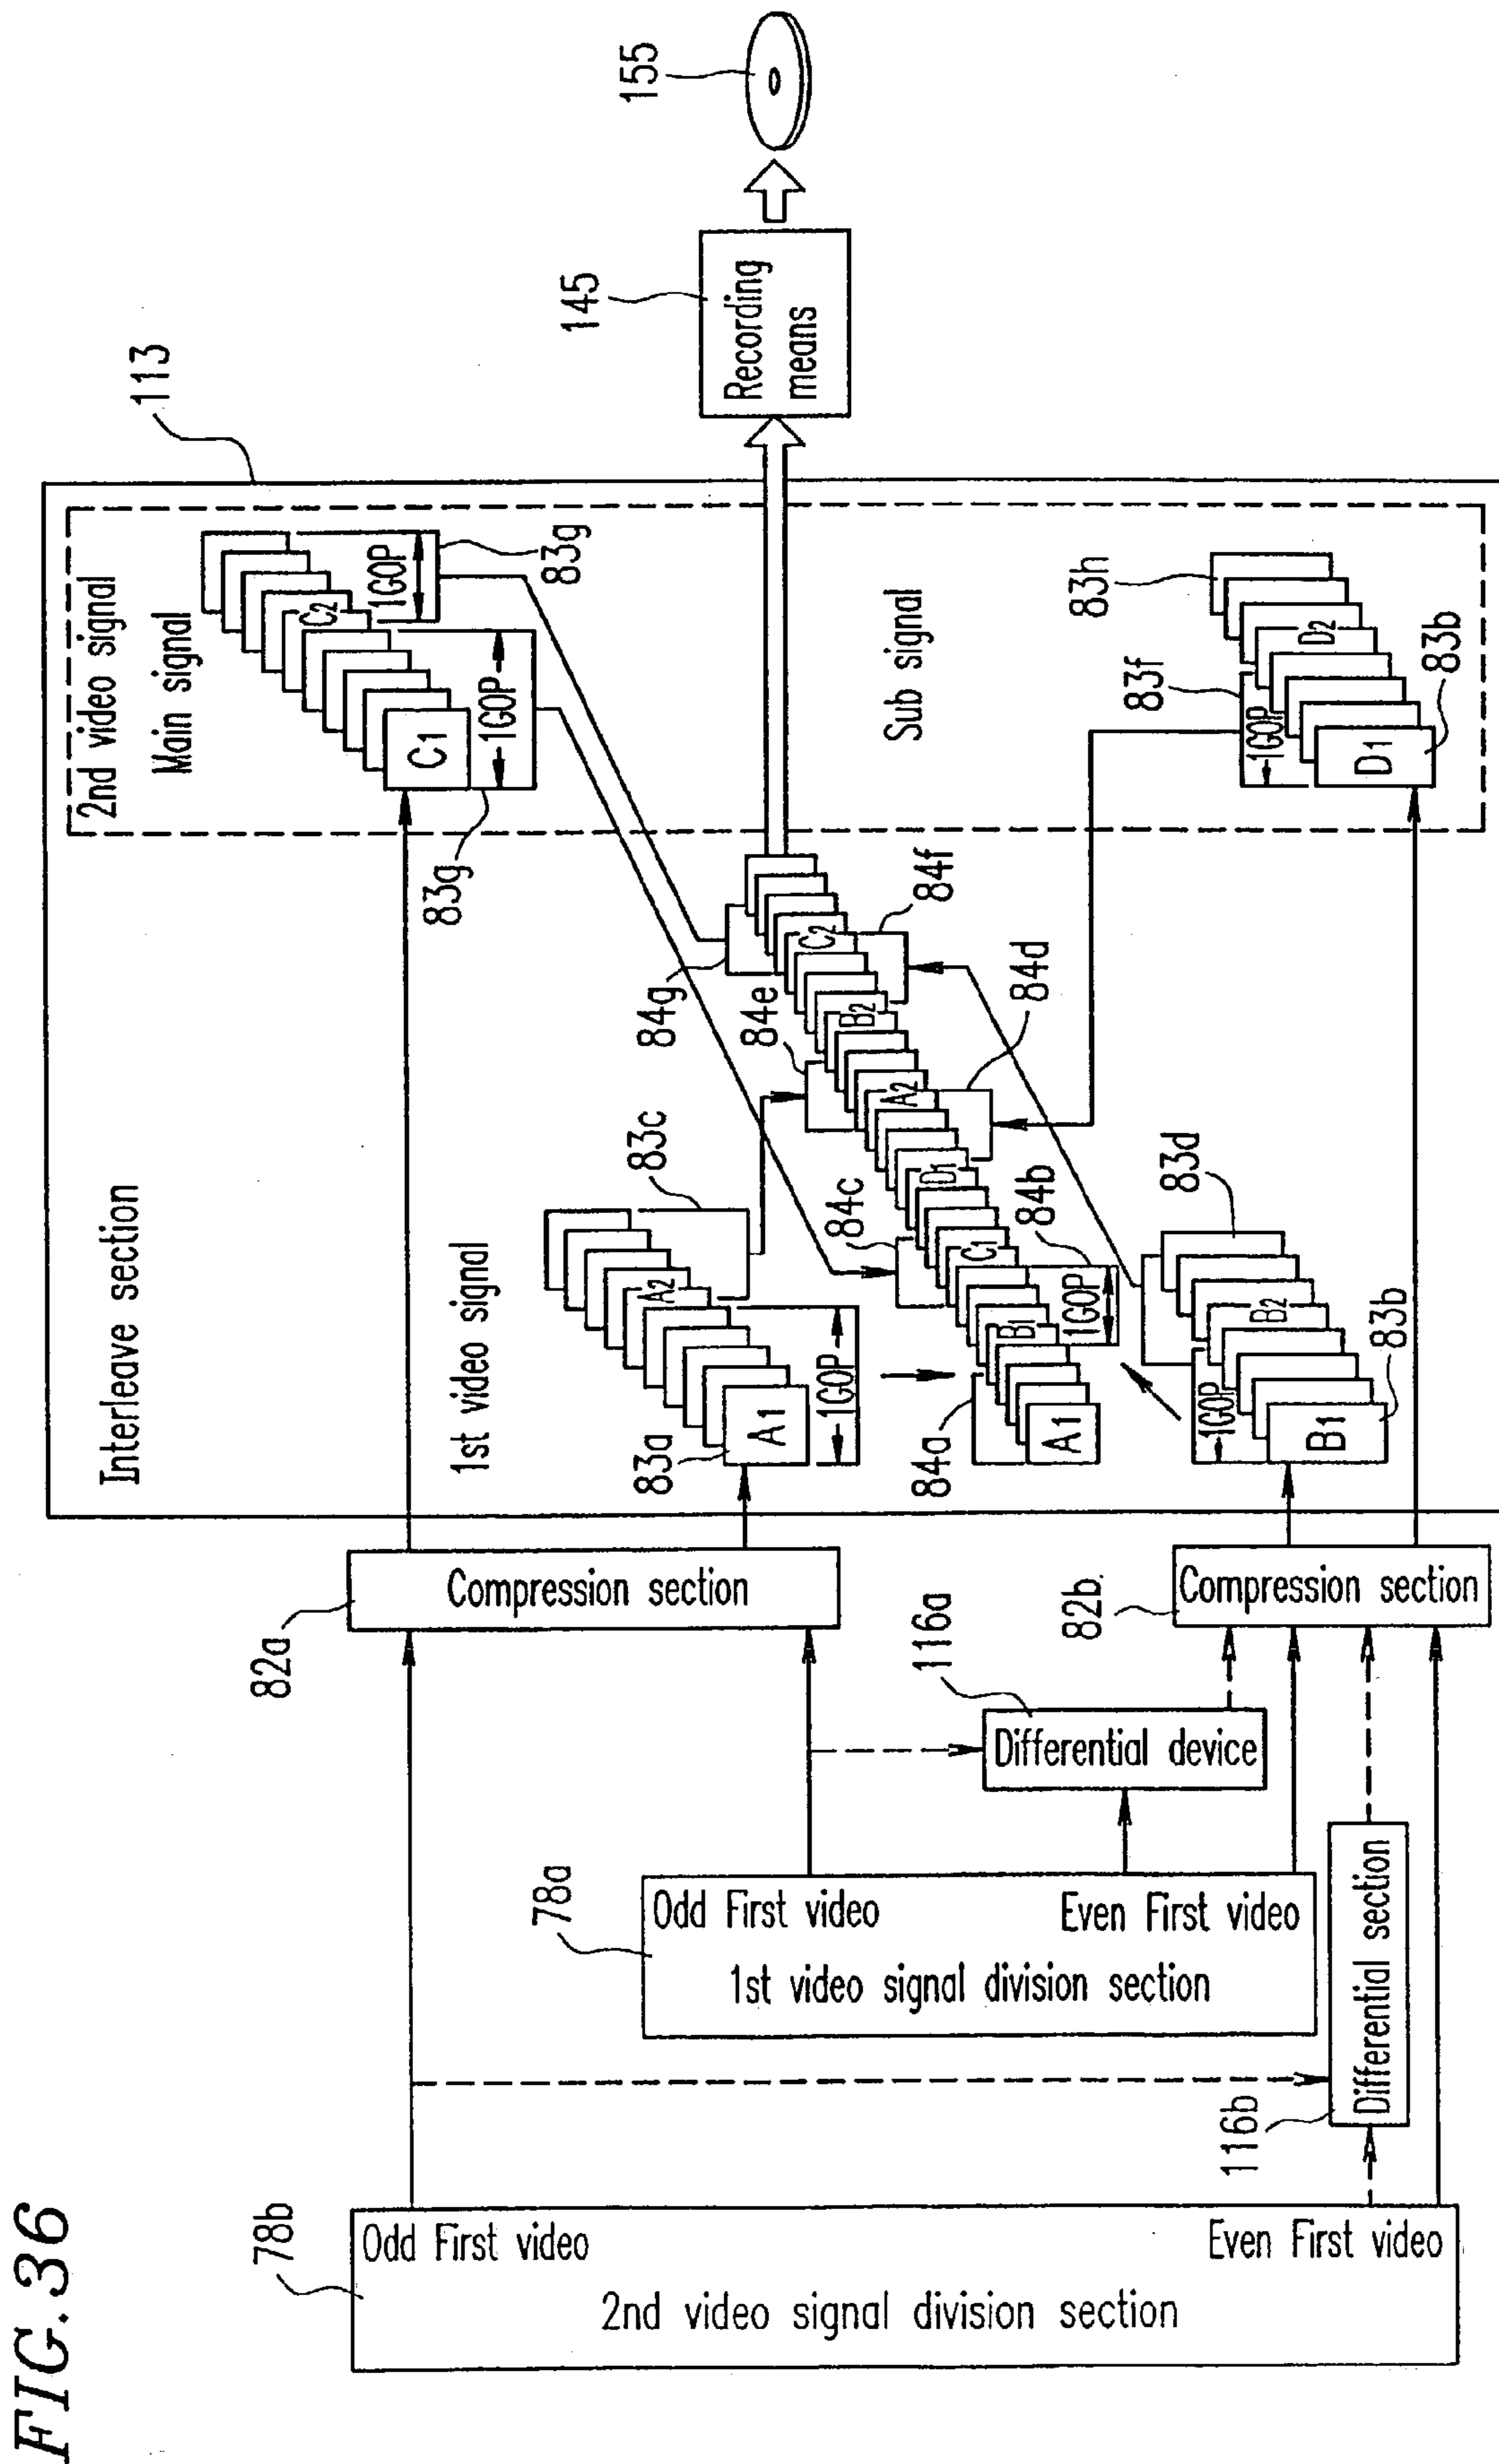 FIG.36
78b
Odd First video
Even First video
2nd video signal division section
78a
Odd First video
Even First video
1st video signal division section
116b
Differential section
116a
Differential device
82a
Compression section
82b.
Compression section
113
Interleave section
1st video signal
83a
A1
1GOP
A2
83c
84a
A1
B1
1GOP
84b
84c
C1
D1
84d
84e
A2
B2
84f
84g
C2
1GOP
B1
83b
B2
83d
2nd video signal
Main signal
C1
1GOP
83g
C2
1GOP
83g
Sub signal
1GOP
83f
D1
83b
D2
83h
145
Recording
means
155